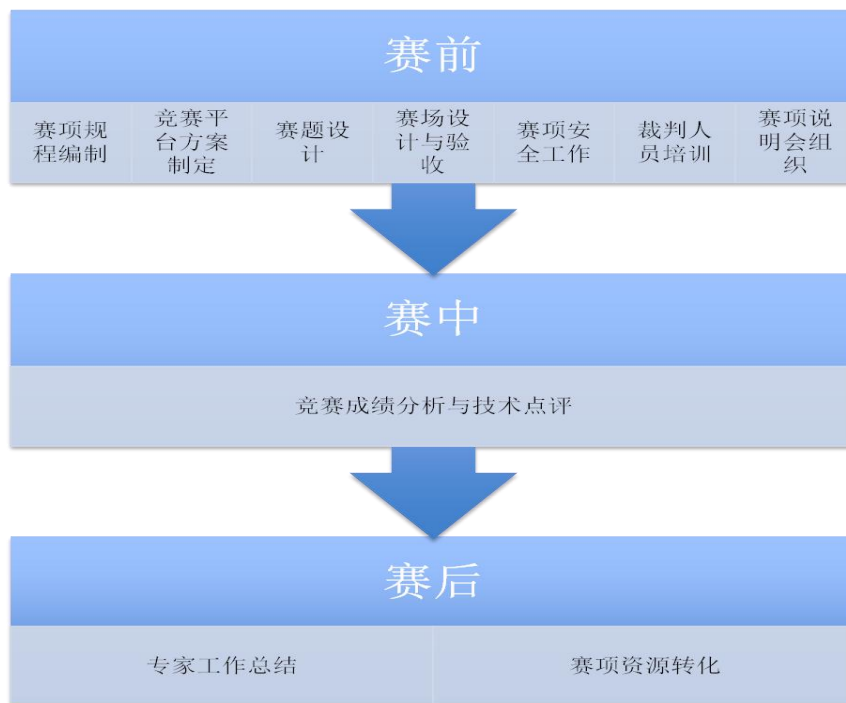 赛前
赛项规
程编制
竞赛平
台方案
制定
赛题设
计
赛场设
计与验
收
赛项安
全工作
裁判人
员培训
赛项说
明会组
织
赛中
竞赛成绩分析与技术点评
赛后
专家工作总结
赛项资源转化